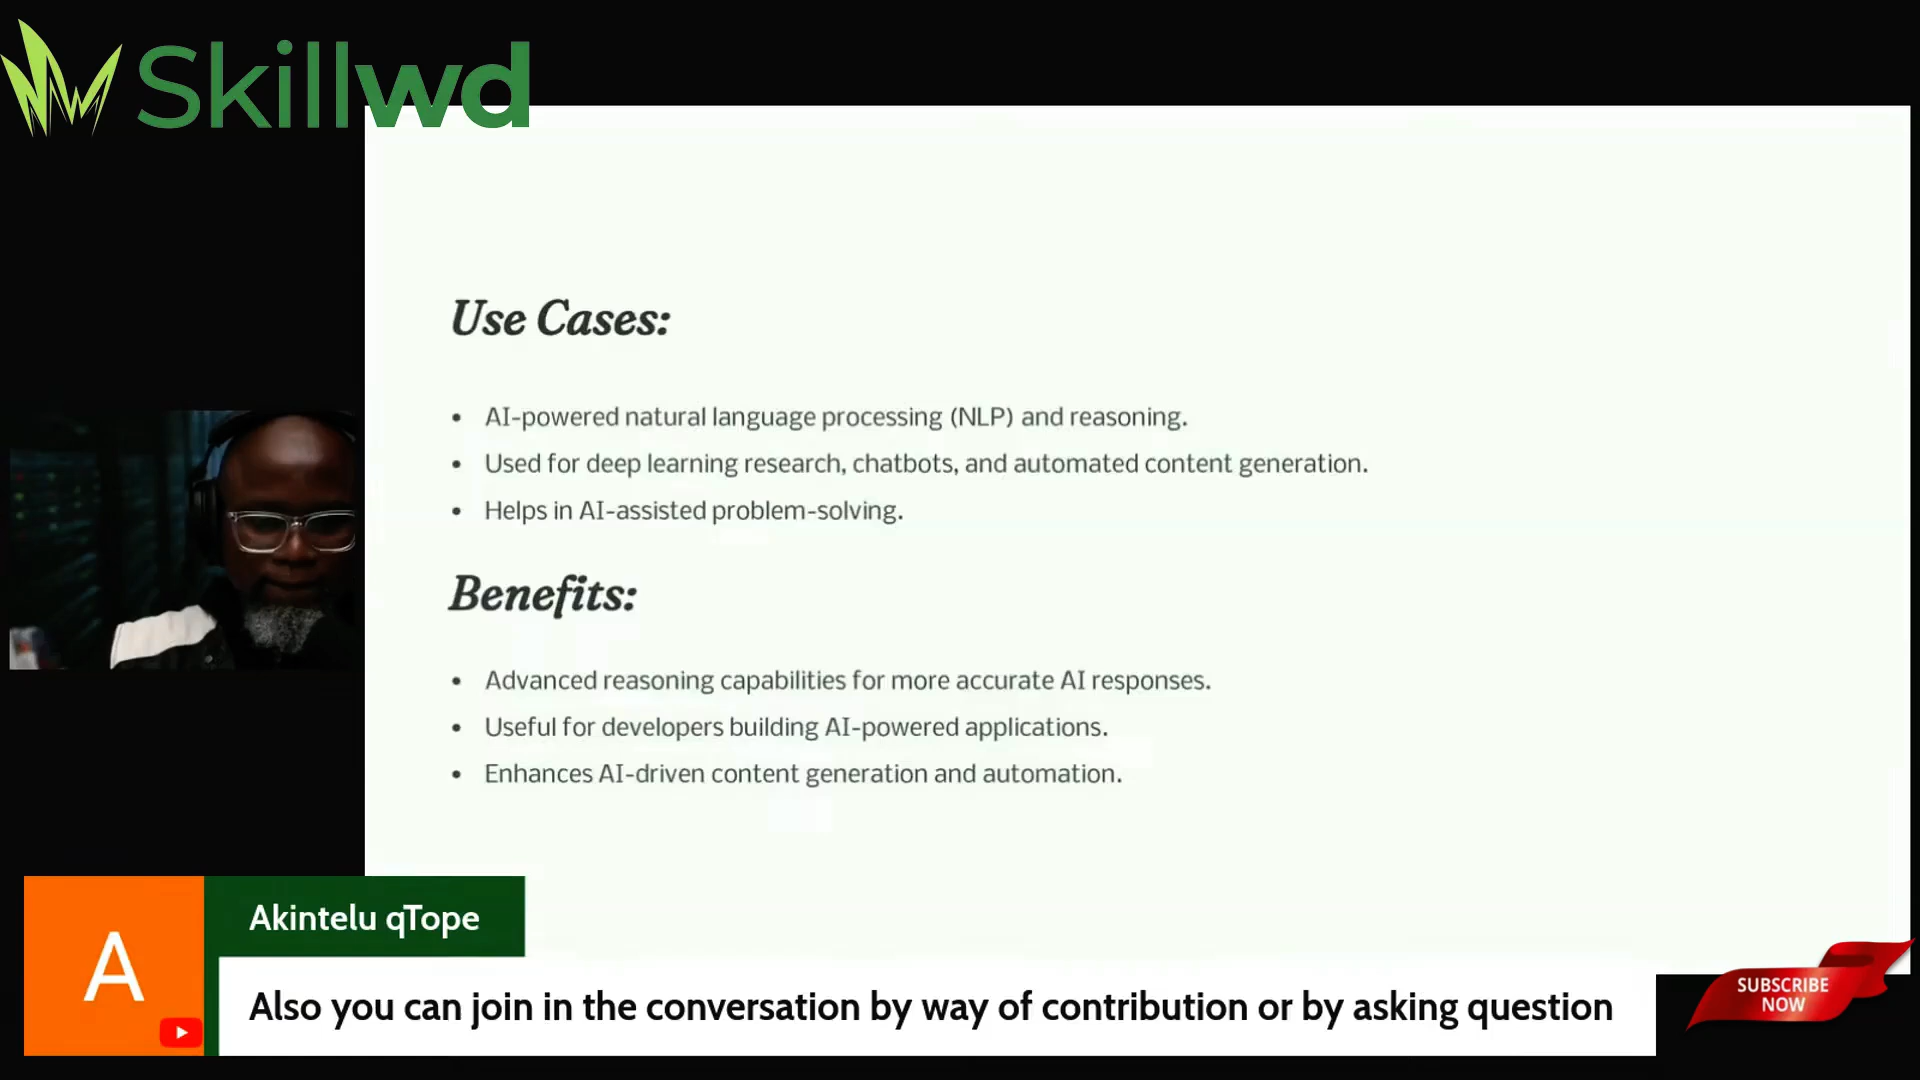 Skillwd
Use Cases:
• AI-powered natural language processing (NLP) and reasoning.
• Used for deep learning research, chatbots, and automated content generation.
• Helps in AI-assisted problem-solving.
Benefits:
• Advanced reasoning capabilities for more accurate AI responses.
• Useful for developers building AI-powered applications.
• Enhances AI-driven content generation and automation.
A
Akintelu qTope
Also you can join in the conversation by way of contribution or by asking question
SUBSCRIBE
NOW